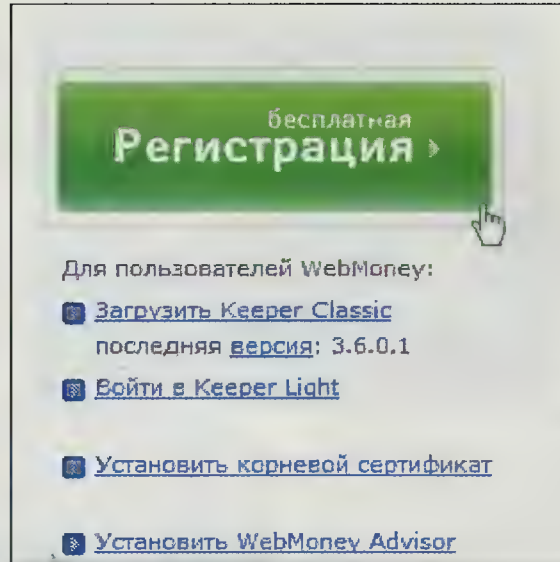 бесплатная
Регистрация
Для пользователей WebMoney:
Загрузить Keeper Classic
последняя версия: 3.6.0.1
Войти в Keeper Light
Установить корневой сертификат
Установить WebMoney Advisor